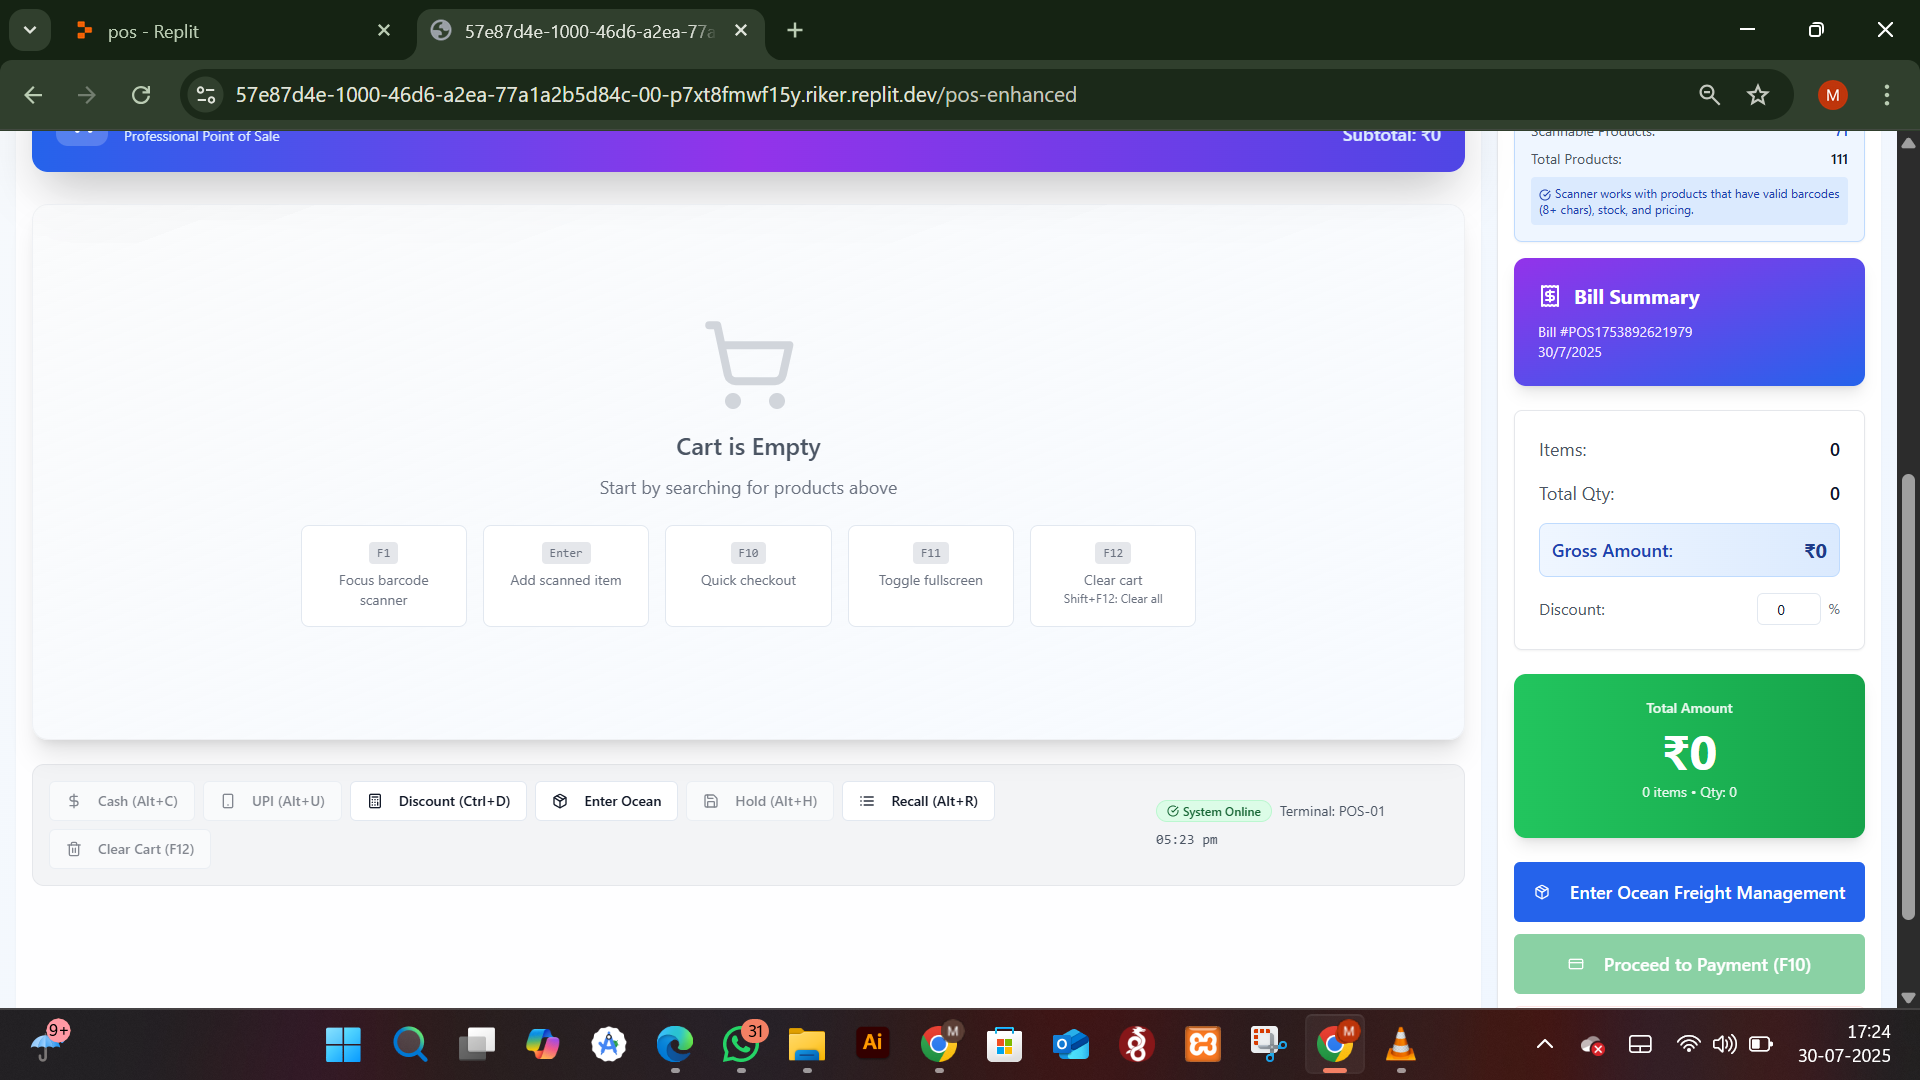 pos - Replit
57e87d4e-1000-46d6-a2ea-77a
57e87d4e-1000-46d6-a2ea-77a1a2b5d84c-00-p7xt8fmwf15y.riker.replit.dev/pos-enhanced
M
Professional Point of Sale
Subtotal: ₹0
Cart is Empty
Start by searching for products above
F1
Focus barcode
scanner
Enter
Add scanned item
F10
Quick checkout
F11
Toggle fullscreen
F12
Clear cart
Shift+F12: Clear all
Cash (Alt+C)
UPI (Alt+U)
Discount (Ctrl+D)
Enter Ocean
Hold (Alt+H)
Recall (Alt+R)
Clear Cart (F12)
System Online
Terminal: POS-01
05:23 pm
Scannable Products:
71
Total Products:
111
Scanner works with products that have valid barcodes
(8+ chars), stock, and pricing.
Bill Summary
Bill #POS1753892621979
30/7/2025
Items:
0
Total Qty:
0
Gross Amount:
₹0
Discount:
0
%
Total Amount
₹0
0 items • Qty: 0
Enter Ocean Freight Management
Proceed to Payment (F10)
9+
31
Ai
M
M
17:24
30-07-2025